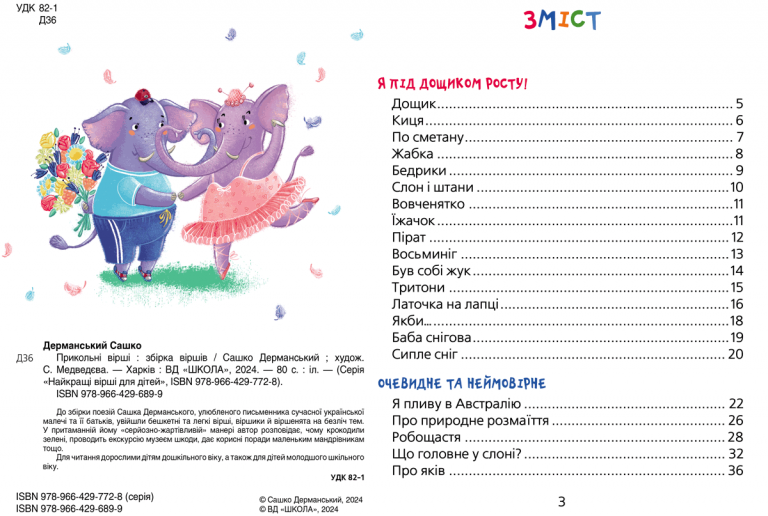 УДК 82-1
Д36
Дерманський Сашко
Д36 Прикольні вірші : збірка віршів / Сашко Дерманський ; худож.
С. Медведєва. — Харків : ВД «ШКОЛА», 2024. — 80 с. : іл. — (Серія
«Найкращі вірші для дітей», ISBN 978-966-429-772-8).
ISBN 978-966-429-689-9
До збірки поезій Сашка Дерманського, улюбленого письменника сучасної української
малечі та її батьків, увійшли бешкетні та легкі вірші, віршики й віршенята на безліч тем.
У притаманній йому «серйозно-жартівливій» манері автор розповідає, чому крокодили
зелені, проводить екскурсію музеєм шкоди, дає корисні поради маленьким мандрівникам
тощо.
Для читання дорослими дітям дошкільного віку, а також для дітей молодшого шкільного
віку.
УДК 82-1
ISBN 978-966-429-772-8 (серія)
ISBN 978-966-429-689-9
© Сашко Дерманський, 2024
© ВД «ШКОЛА», 2024
ЗМІСТ
Я ПІД ДОЩИКОМ РОСТУ!
Дощик 5
Киця 6
По сметану 7
Жабка 8
Бедрики 9
Слон і штани 10
Вовченятко 11
Їжачок 11
Пірат 12
Восьминіг 13
Був собі жук 14
Тритони 15
Латочка на лапці 16
Якби... 18
Баба снігова 19
Сипле сніг 20
ОЧЕВИДНЕ ТА НЕЙМОВІРНЕ
Я пливу в Австралію 22
Про природне розмаїття 26
Робощастя 28
Що головне у слоні? 32
Про яків 36
3